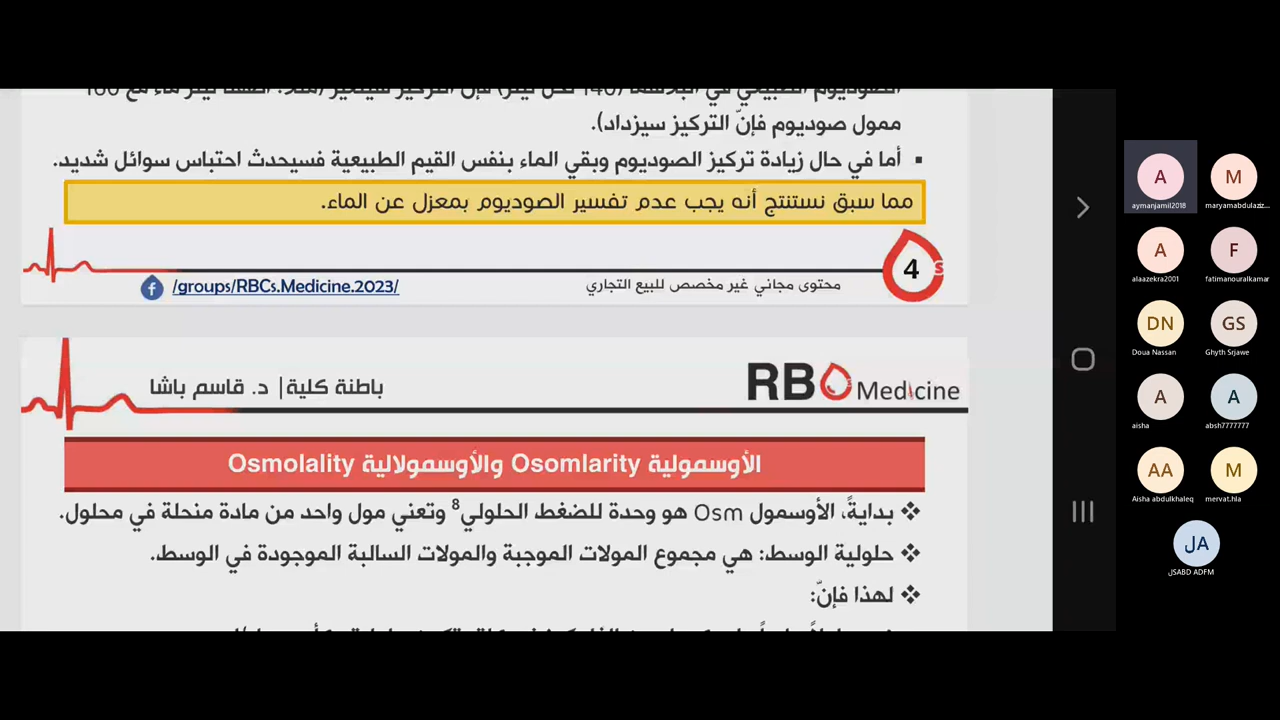 ممول صوديوم فإنّ التركيز سيزداد).
▪ أما في حال زيادة تركيز الصوديوم وبقي الماء بنفس القيم الطبيعية فسيحدث احتباس سوائل شديد.
مما سبق نستنتج أنه يجب عدم تفسير الصوديوم بمعزل عن الماء.
4
محتوى مجاني غير مخصص للبيع التجاري
/groups/RBCs.Medicine.2023/
RB Medicine
باطنة كلية| د. قاسم باشا
الأوسمولية Osomlarity والأوسمولالية Osmolality
❖ بدايةً، الأوسمول Osm هو وحدة للضغط الحلولي8 وتعني مول واحد من مادة منحلة في محلول.
❖ حلولية الوسط: هي مجموع المولات الموجبة والمولات السالبة الموجودة في الوسط.
❖ لهذا فإنّ:
A
aymanjamil2018
M
maryamabdulaziz...
A
alaazekra2001
F
fatimanouralkamar
DN
Doua Nassan
GS
Ghyth Srjawe
A
aisha
A
absh7777777
AA
Aisha abdulkhaleq
M
mervat.hla
JL
JSABD ADFM